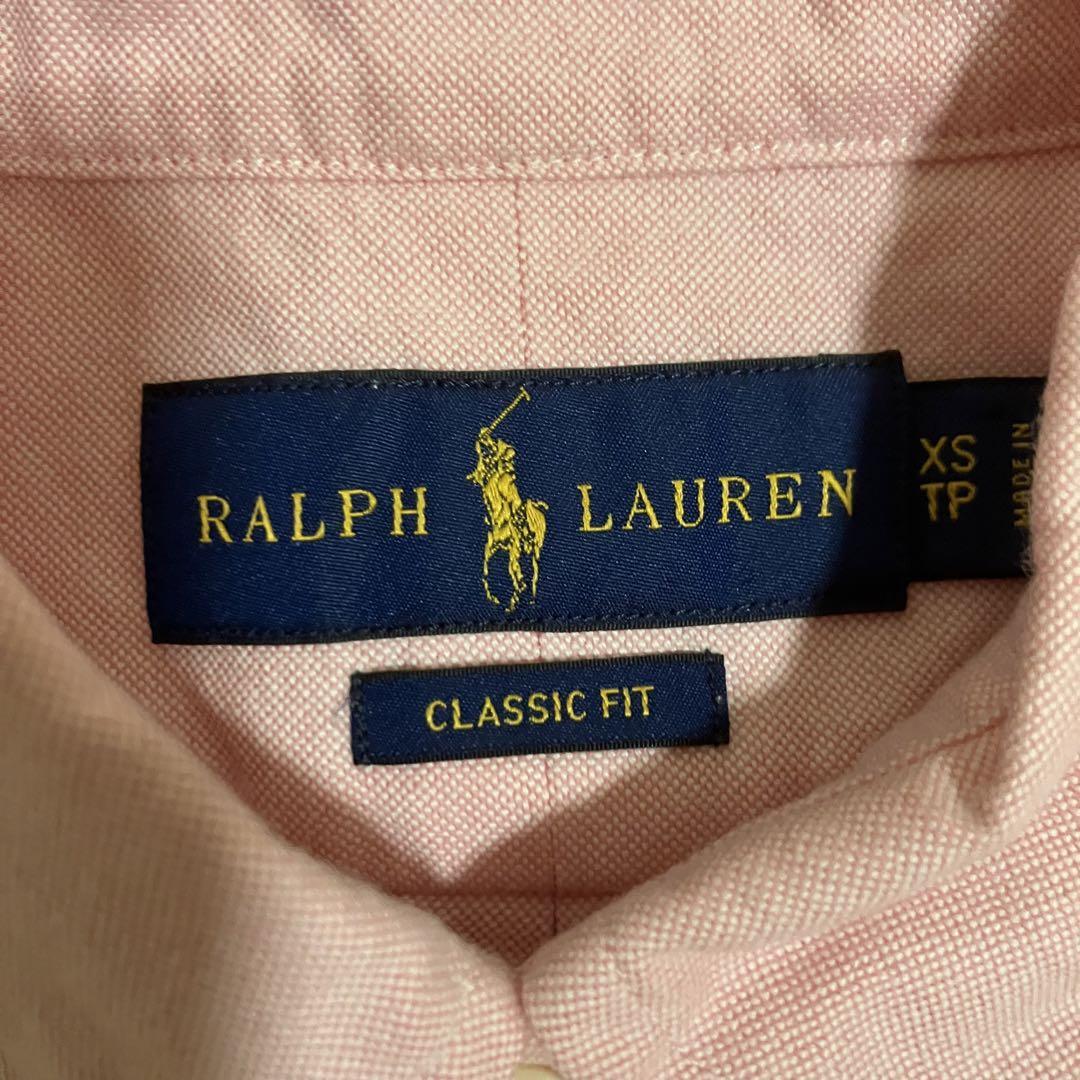 RALPH LAUREN
XS
TP
MADE IN
CLASSIC FIT